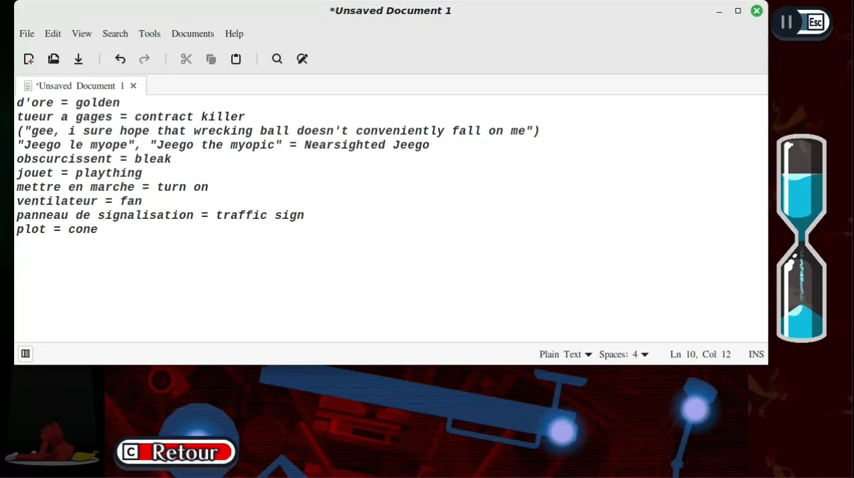 *Unsaved Document 1
Esc
File Edit View Search Tools Documents Help
*Unsaved Document 1
d'ore = golden
tueur a gages = contract killer
("gee, i sure hope that wrecking ball doesn't conveniently fall on me")
"Jeego le myope", "Jeego the myopic" = Nearsighted Jeego
obscurcissent = bleak
jouet = plaything
mettre en marche = turn on
ventilateur = fan
panneau de signalisation = traffic sign
plot = cone
Plain Text Spaces: 4 Ln 10, Col 12 INS
C Retour